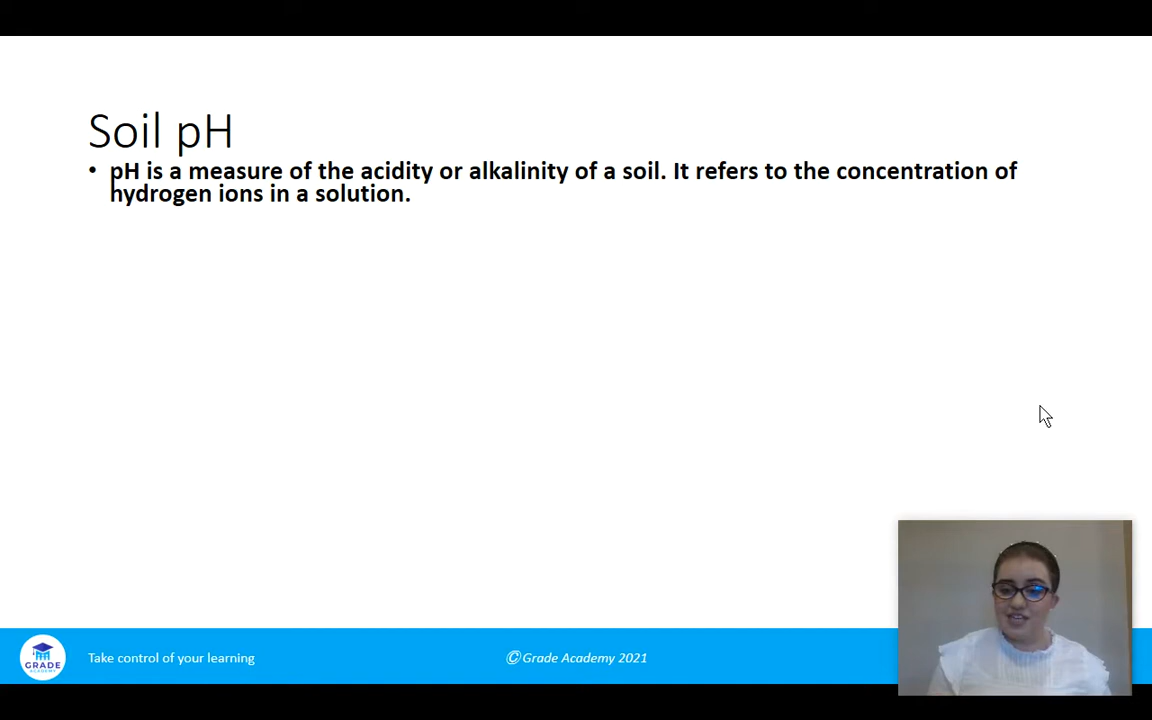 Soil pH
• pH is a measure of the acidity or alkalinity of a soil. It refers to the concentration of
hydrogen ions in a solution.
GRADE
ACADEMY
Take control of your learning
©Grade Academy 2021